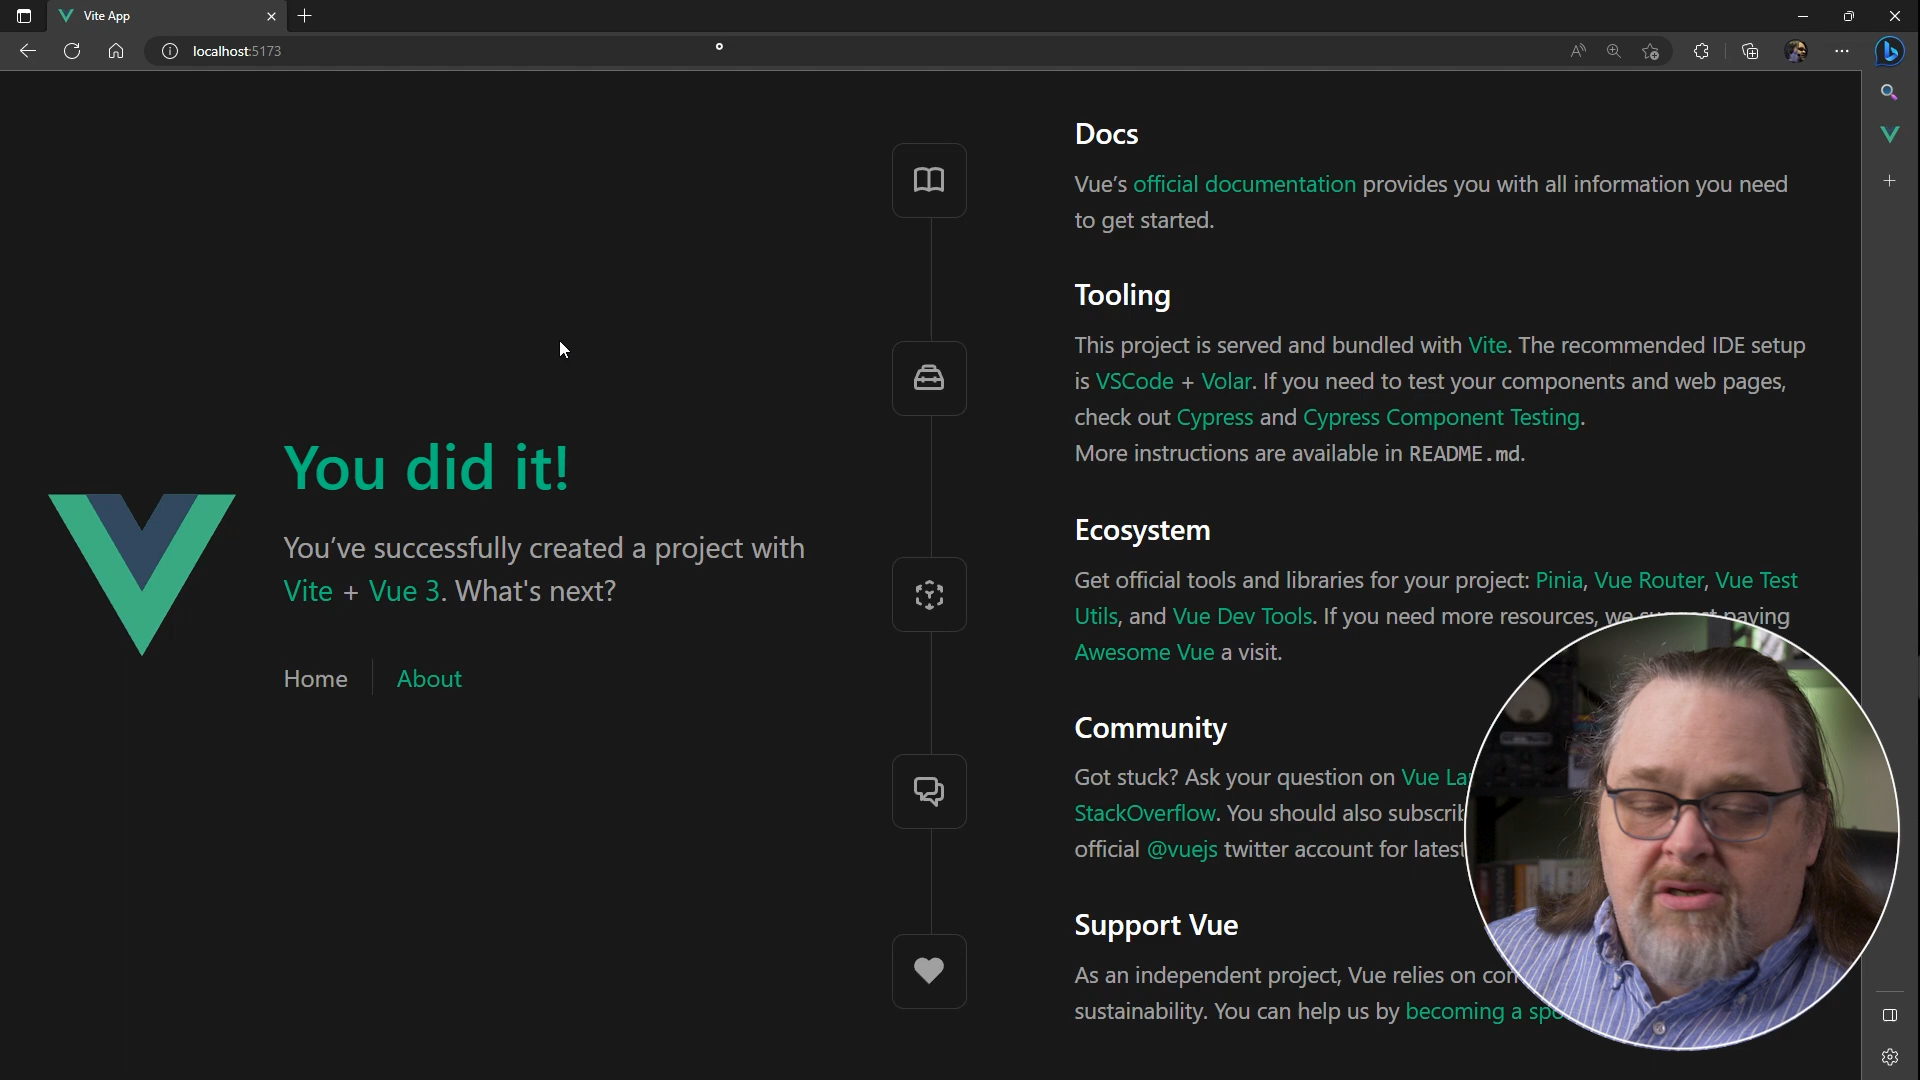 Vite App
localhost:5173
Docs
Vue's official documentation provides you with all information you need
to get started.
Tooling
This project is served and bundled with Vite. The recommended IDE setup
is VSCode + Volar. If you need to test your components and web pages,
check out Cypress and Cypress Component Testing.
More instructions are available in README.md.
You did it!
You've successfully created a project with
Vite + Vue 3. What's next?
Home
About
Ecosystem
Get official tools and libraries for your project: Pinia, Vue Router, Vue Test
Utils, and Vue Dev Tools. If you need more resources, we suggest paying
Awesome Vue a visit.
Community
Got stuck? Ask your question on Vue
StackOverflow. You should also
official @vuejs twitter account for latest
Support Vue
As an independent project, Vue relies on
sustainability. You can help us by becoming a